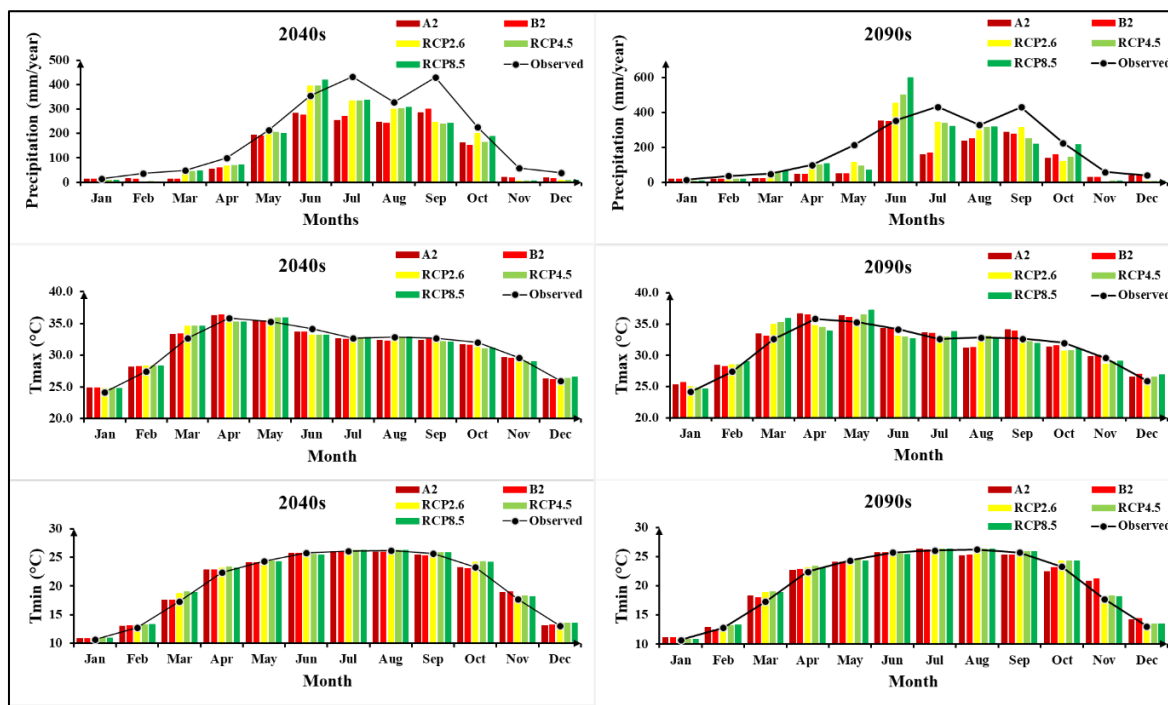 2040s
A2
B2
RCP2.6
RCP4.5
RCP8.5
Observed
Precipitation (mm/year)
500
400
300
200
100
0
Jan Feb Mar Apr May Jun Jul Aug Sep Oct Nov Dec
Months
2090s
A2
B2
RCP2.6
RCP4.5
RCP8.5
Observed
Precipitation (mm/year)
600
400
200
0
Jan Feb Mar Apr May Jun Jul Aug Sep Oct Nov Dec
Months
2040s
A2
B2
RCP2.6
RCP4.5
RCP8.5
Observed
Tmax (°C)
40.0
35.0
30.0
25.0
20.0
Jan Feb Mar Apr May Jun Jul Aug Sep Oct Nov Dec
Month
2090s
A2
B2
RCP2.6
RCP4.5
RCP8.5
Observed
Tmax (°C)
40.0
35.0
30.0
25.0
20.0
Jan Feb Mar Apr May Jun Jul Aug Sep Oct Nov Dec
Month
2040s
A2
B2
RCP2.6
RCP4.5
RCP8.5
Observed
Tmin (°C)
30
25
20
15
10
Jan Feb Mar Apr May Jun Jul Aug Sep Oct Nov Dec
Month
2090s
A2
B2
RCP2.6
RCP4.5
RCP8.5
Observed
Tmin (°C)
30
25
20
15
10
Jan Feb Mar Apr May Jun Jul Aug Sep Oct Nov Dec
Month